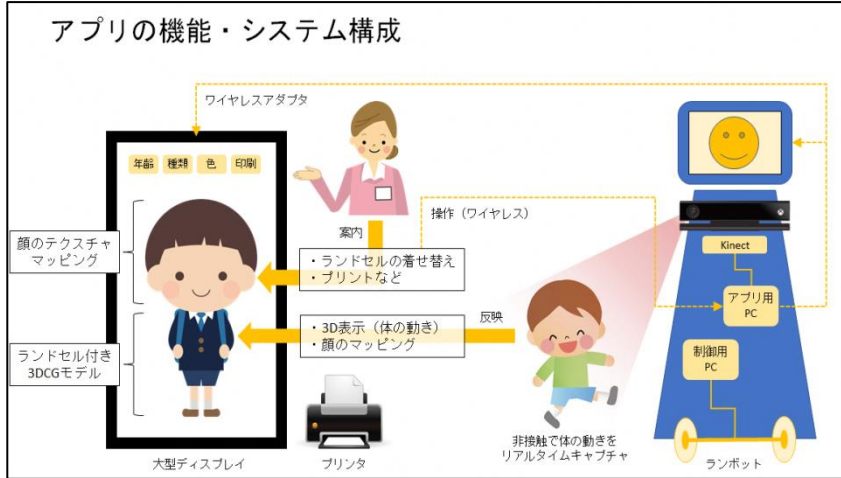 アプリの機能・システム構成
ワイヤレスアダプタ
年齢 種類 色 印刷
案内
操作（ワイヤレス）
顔のテクスチャ
マッピング
・ランドセルの着せ替え
・プリントなど
Kinect
アプリ用
PC
反映
・3D表示（体の動き）
・顔のマッピング
ランドセル付き
3DCGモデル
制御用
PC
非接触で体の動きを
リアルタイムキャプチャ
大型ディスプレイ
プリンタ
ランボット